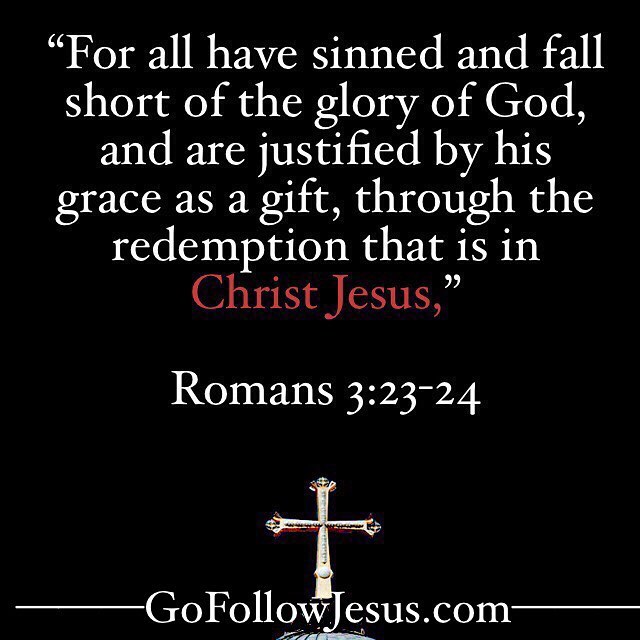 “For all have sinned and fall
short of the glory of God,
and are justified by his
grace as a gift, through the
redemption that is in
Christ Jesus,”
Romans 3:23-24
GoFollowJesus.com